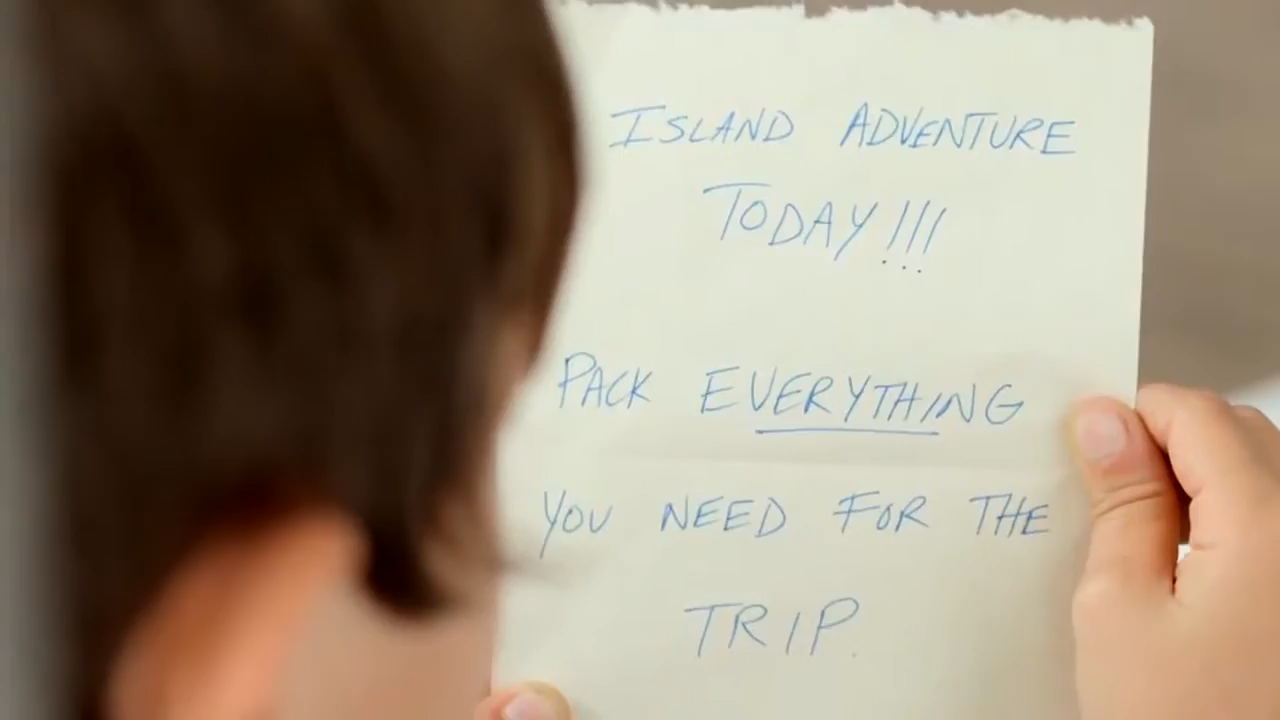 ISLAND ADVENTURE
TODAY!!!
PACK EVERYTHING
YOU NEED FOR THE
TRIP.